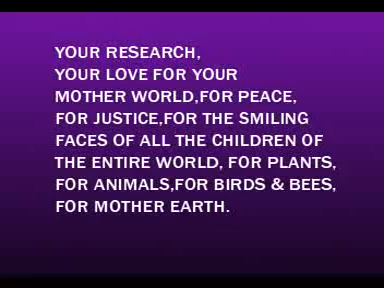 YOUR RESEARCH,
YOUR LOVE FOR YOUR
MOTHER WORLD,FOR PEACE,
FOR JUSTICE,FOR THE SMILING
FACES OF ALL THE CHILDREN OF
THE ENTIRE WORLD, FOR PLANTS,
FOR ANIMALS,FOR BIRDS & BEES,
FOR MOTHER EARTH.